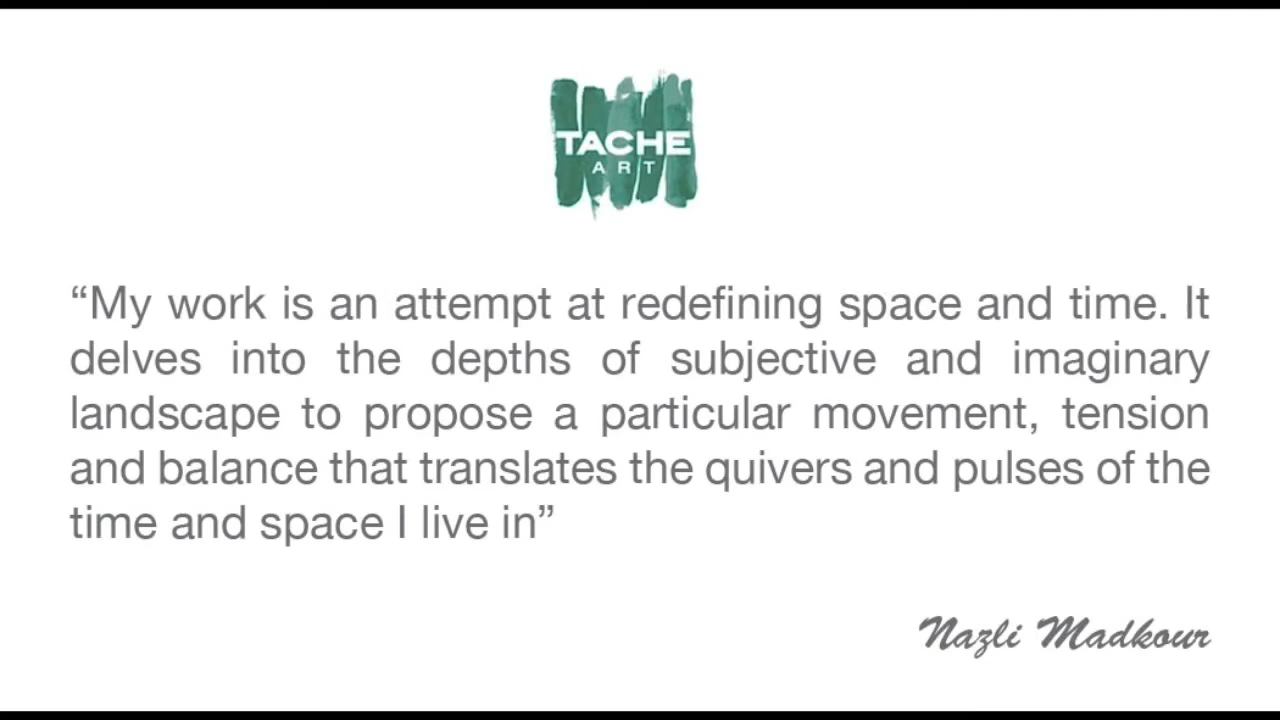 TACHE
ART
“My work is an attempt at redefining space and time. It
delves into the depths of subjective and imaginary
landscape to propose a particular movement, tension
and balance that translates the quivers and pulses of the
time and space I live in”
Nazli Madkour